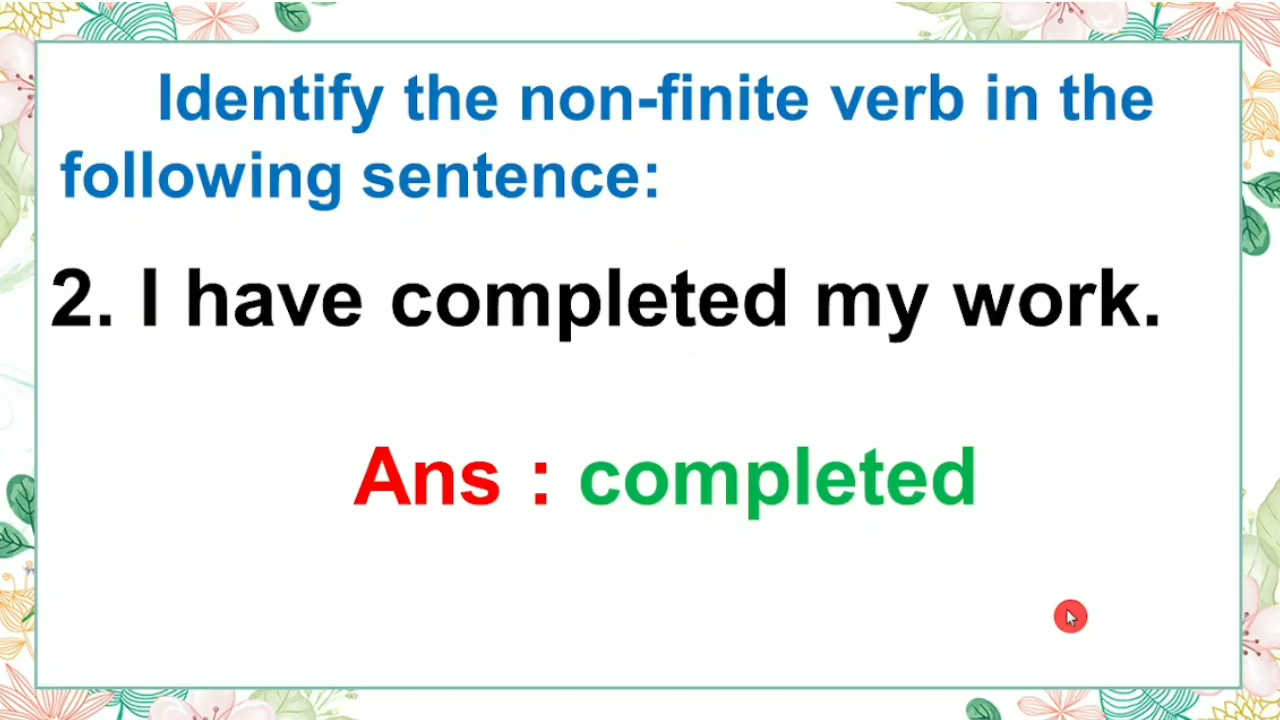 Identify the non-finite verb in the
following sentence:
2. I have completed my work.
Ans : completed